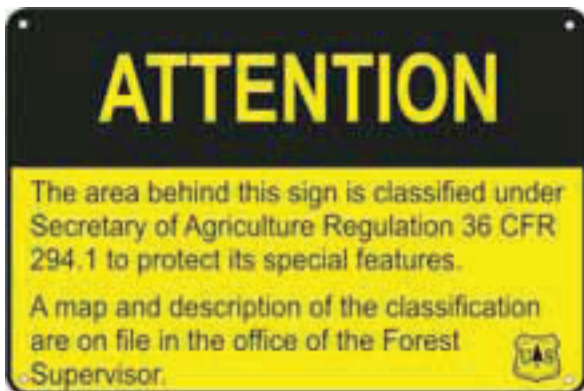 ATTENTION
The area behind this sign is classified under
Secretary of Agriculture Regulation 36 CFR
294.1 to protect its special features.
A map and description of the classification
are on file in the office of the Forest
Supervisor.
U S